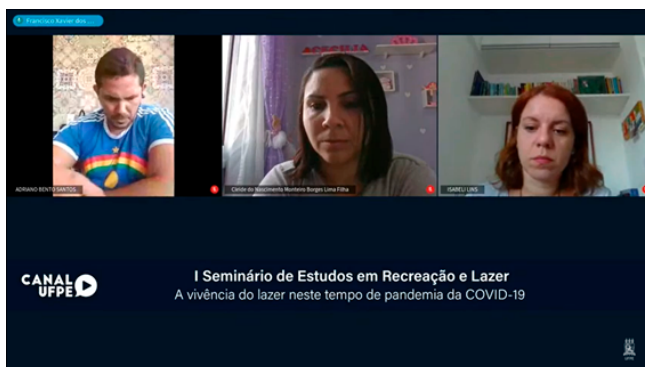 Francisco Xavier dos ...
ADRIANO BENTO SANTOS
Cleide do Nascimento Monteiro Borges Lima Filha
ISABELI LINS
CANAL
UFPE
I Seminário de Estudos em Recreação e Lazer
A vivência do lazer neste tempo de pandemia da COVID-19